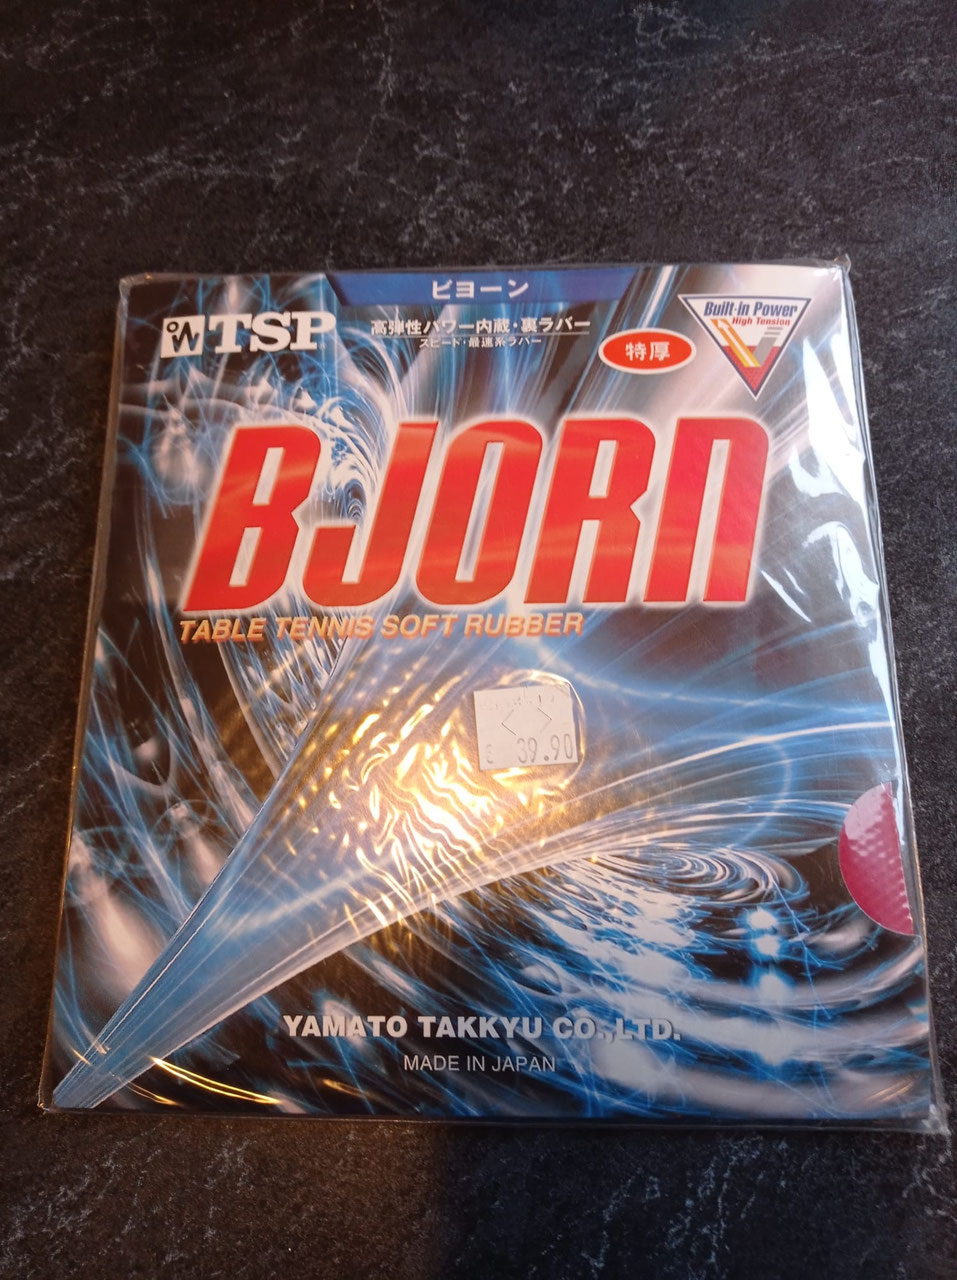 ビヨーン
TSP
高弾性パワー内蔵・裏ラバー
スピード・最速系ラバー
特厚
Built-in Power
High Tension
BJORN
TABLE TENNIS SOFT RUBBER
39.90
YAMATO TAKKYU CO.,LTD.
MADE IN JAPAN